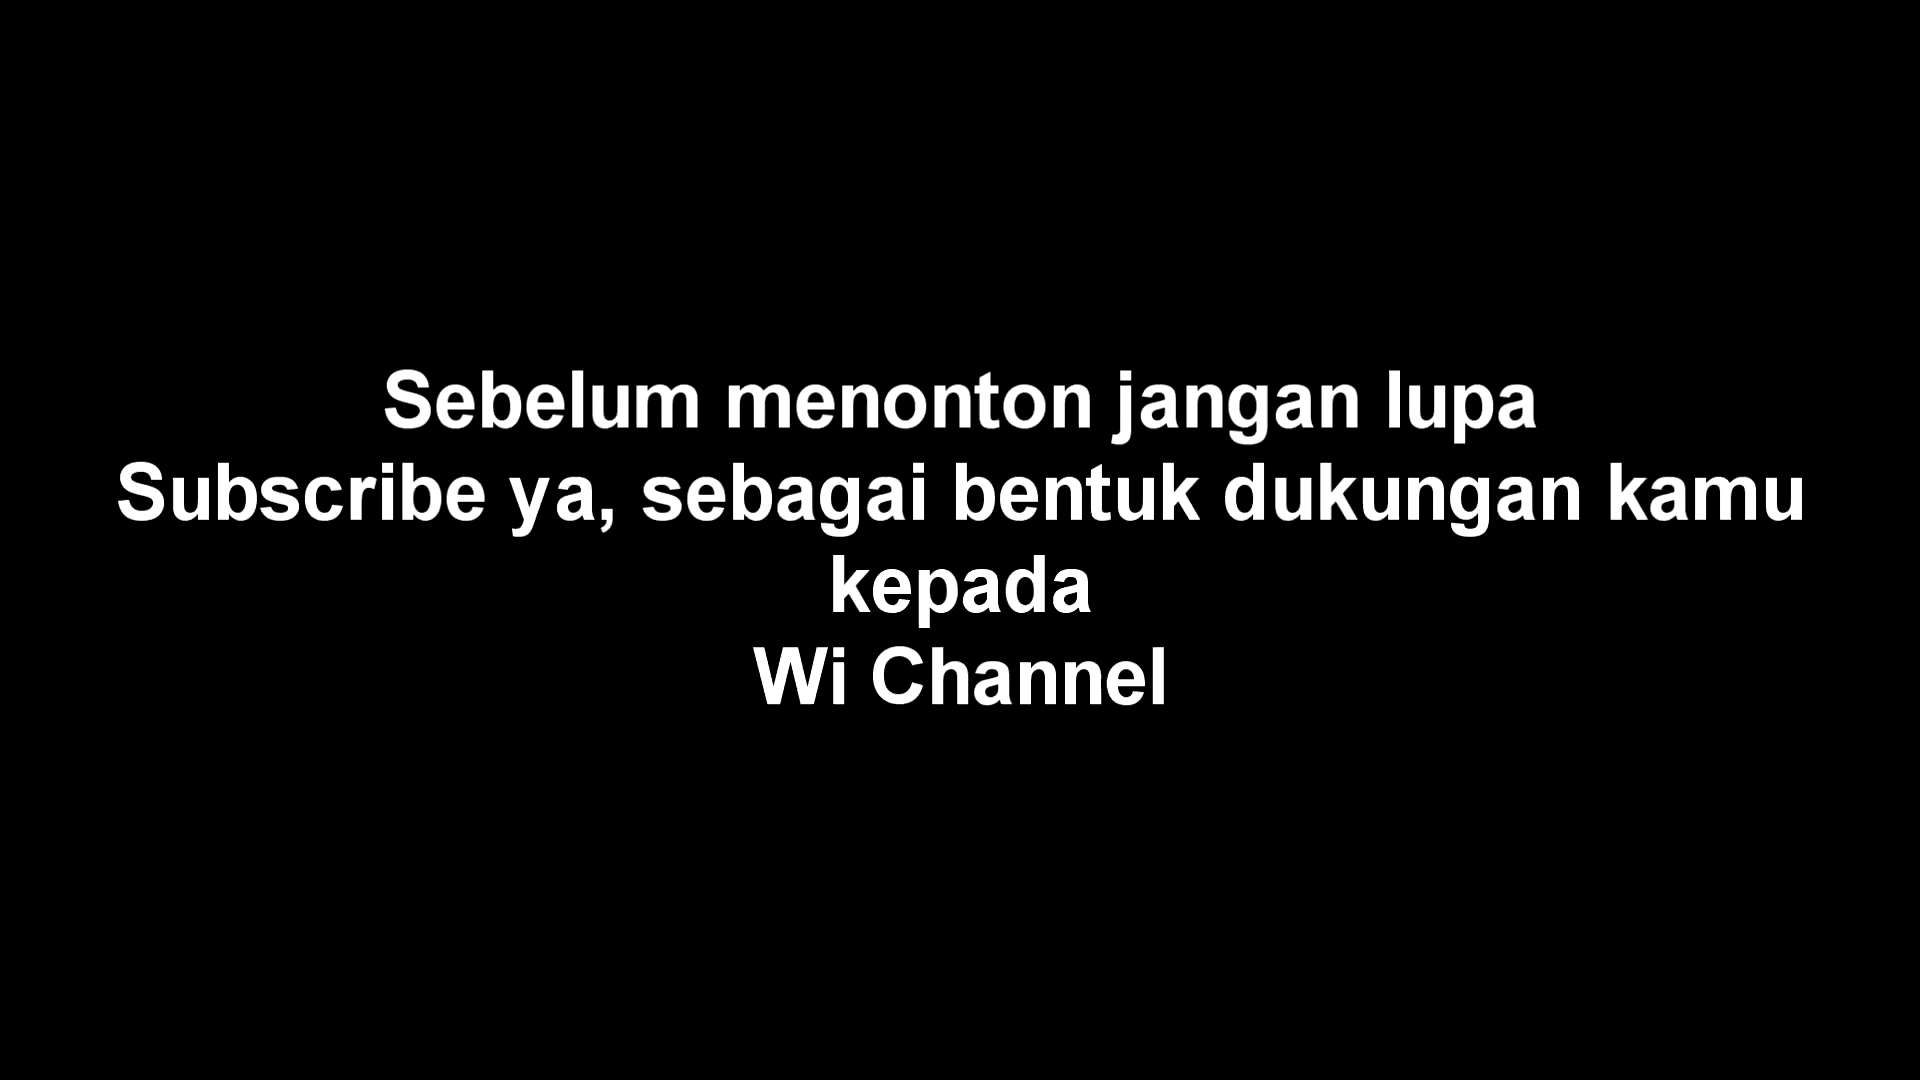 Sebelum menonton jangan lupa
Subscribe ya, sebagai bentuk dukungan kamu
kepada
Wi Channel